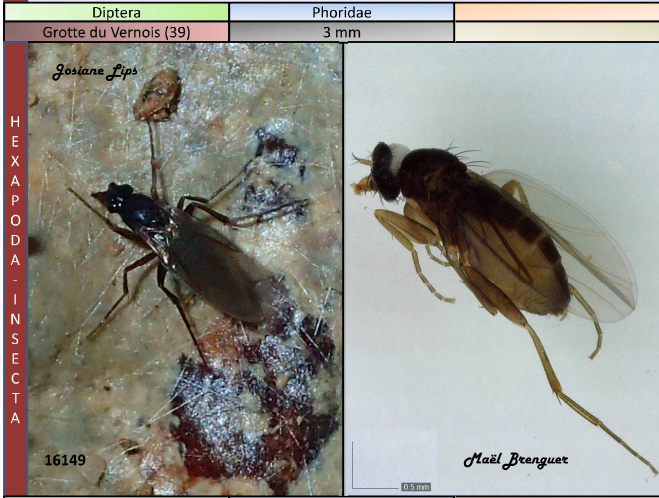 Diptera
Phoridae
Grotte du Vernois (39)
3 mm
Josiane Lips
HEXAPODA - INSECTA
16149
Maël Brenguer
0.5 mm